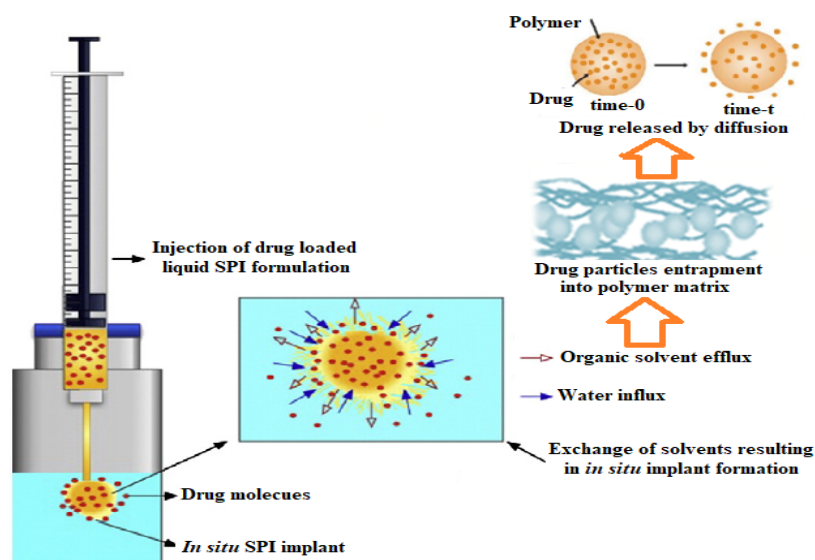 Polymer
Drug
time-0
time-t
Drug released by diffusion
Injection of drug loaded
liquid SPI formulation
Drug particles entrapment
into polymer matrix
Organic solvent efflux
Water influx
Exchange of solvents resulting
in in situ implant formation
Drug molecues
In situ SPI implant